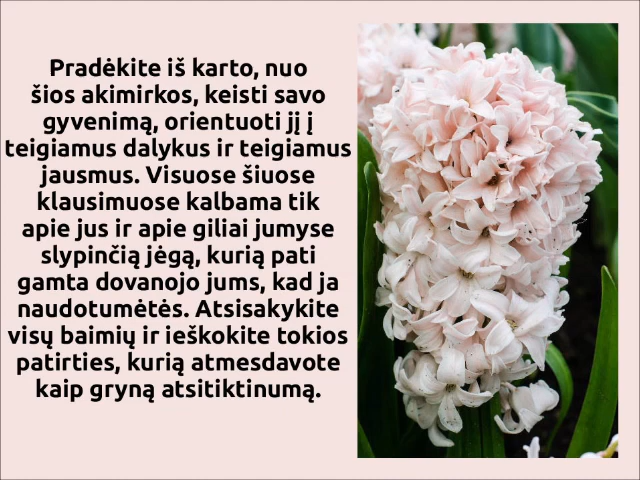 Pradėkite iš karto, nuo
šios akimirkos, keisti savo
gyvenimą, orientuoti jį į
teigiamus dalykus ir teigiamus
jausmus. Visuose šiuose
klausimuose kalbama tik
apie jus ir apie giliai jumyse
slypinčią jėgą, kurią pati
gamta dovanojo jums, kad ja
naudotumėtės. Atsisakykite
visų baimių ir ieškokite tokios
patirties, kurią atmesdavote
kaip gryną atsitiktinumą.